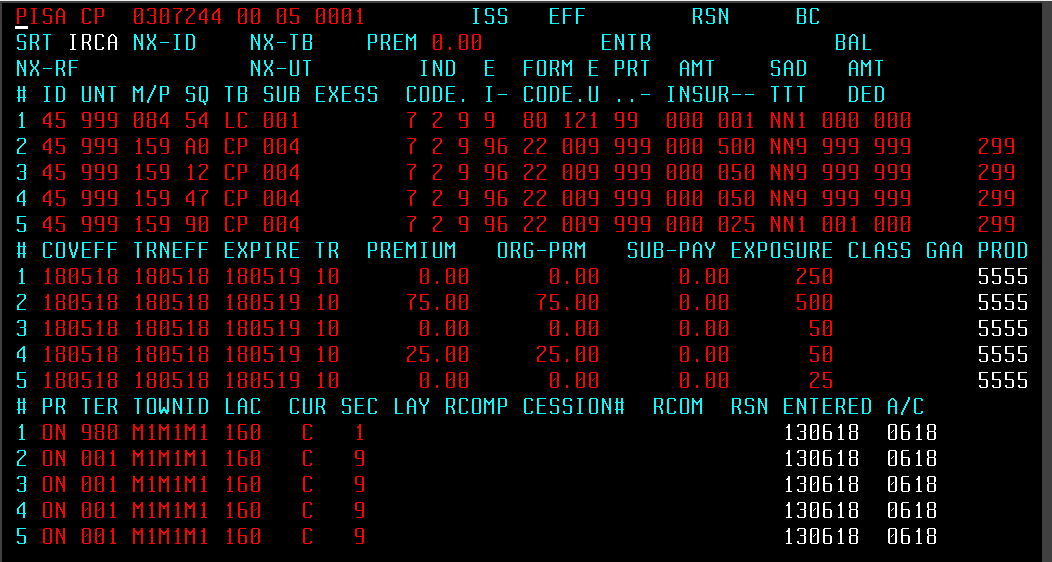 PISA CP 0307244 00 05 0001 ISS EFF RSN BC
SRT IRCA NX-ID NX-TB PREM 0.00 ENTR BAL
NX-RF NX-UT IND E FORM E PRT AMT SAD AMT
# ID UNT M/P SQ TB SUB EXESS CODE. I- CODE.U ..- INSUR-- TTT DED
1 45 999 084 54 LC 001 7 2 9 9 80 121 99 000 001 NN1 000 000
2 45 999 159 A0 CP 004 7 2 9 96 22 009 999 000 500 NN9 999 999 299
3 45 999 159 12 CP 004 7 2 9 96 22 009 999 000 050 NN9 999 999 299
4 45 999 159 47 CP 004 7 2 9 96 22 009 999 000 050 NN9 999 999 299
5 45 999 159 90 CP 004 7 2 9 96 22 009 999 000 025 NN1 001 000 299
# COVEFF TRNEFF EXPIRE TR PREMIUM ORG-PRM SUB-PAY EXPOSURE CLASS GAA PROD
1 180518 180518 180519 10 0.00 0.00 0.00 250 5555
2 180518 180518 180519 10 75.00 75.00 0.00 500 5555
3 180518 180518 180519 10 0.00 0.00 0.00 50 5555
4 180518 180518 180519 10 25.00 25.00 0.00 50 5555
5 180518 180518 180519 10 0.00 0.00 0.00 25 5555
# PR TER TOWNID LAC CUR SEC LAY RCOMP CESSION# RCOM RSN ENTERED A/C
1 ON 980 M1M1M1 160 C 1 130618 0618
2 ON 001 M1M1M1 160 C 9 130618 0618
3 ON 001 M1M1M1 160 C 9 130618 0618
4 ON 001 M1M1M1 160 C 9 130618 0618
5 ON 001 M1M1M1 160 C 9 130618 0618